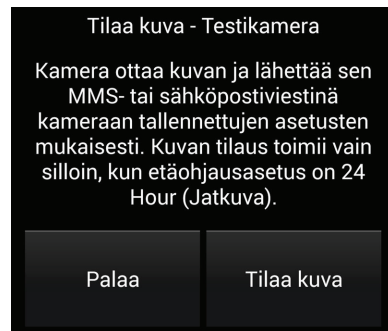 Tilaa kuva - Testikamera
Kamera ottaa kuvan ja lähettää sen
MMS- tai sähköpostiviestinä
kameraan tallennettujen asetusten
mukaisesti. Kuvan tilaus toimii vain
silloin, kun etäohjausasetus on 24
Hour (Jatkuva).
Palaa
Tilaa kuva